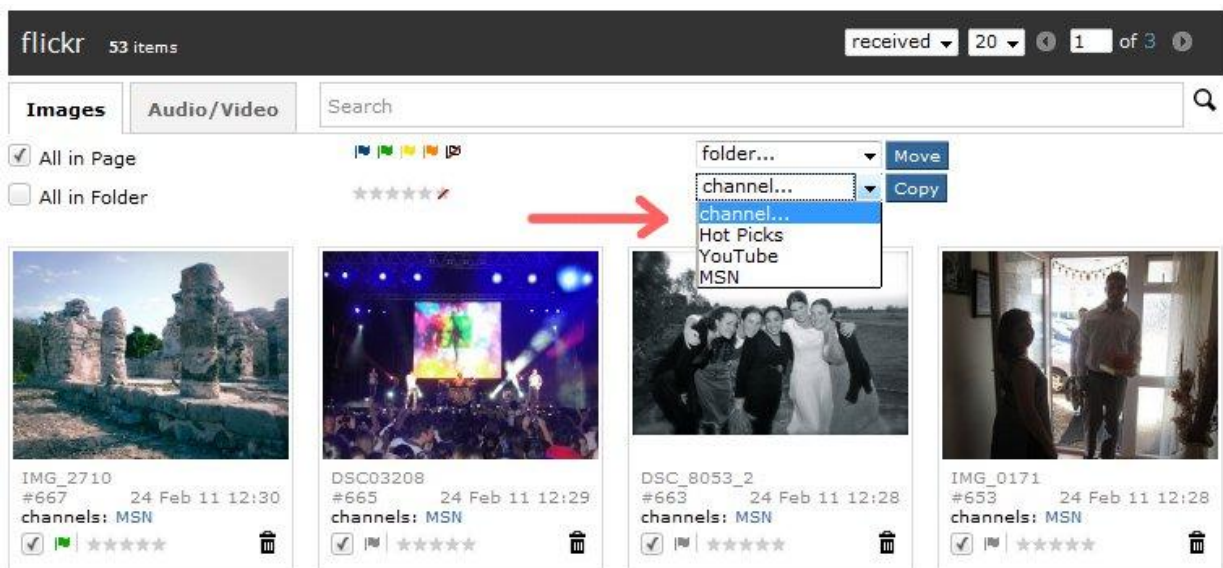 flickr 53 items received 20 1 of 3
Images Audio/Video Search
All in Page folder... Move
All in Folder channel... Copy
channel...
Hot Picks
YouTube
MSN
IMG_2710
#667 24 Feb 11 12:30
channels: MSN
DSC03208
#665 24 Feb 11 12:29
channels: MSN
DSC_8053_2
#663 24 Feb 11 12:28
channels: MSN
IMG_0171
#653 24 Feb 11 12:28
channels: MSN